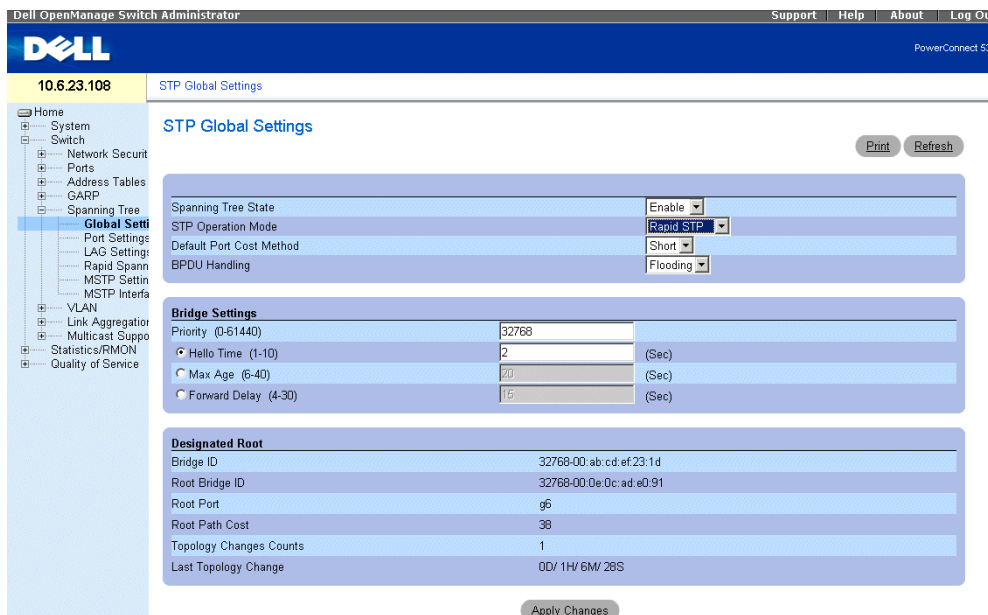 Dell OpenManage Switch Administrator
Support Help About Log Ou
DELL
PowerConnect 53
10.6.23.108
STP Global Settings
Home
System
Switch
Network Securit
Ports
Address Tables
GARP
Spanning Tree
Global Setti
Port Settings
LAG Settings
Rapid Spann
MSTP Settin
MSTP Interfa
VLAN
Link Aggregation
Multicast Suppo
Statistics/RMON
Quality of Service
STP Global Settings
Print Refresh
Spanning Tree State Enable
STP Operation Mode Rapid STP
Default Port Cost Method Short
BPDU Handling Flooding
Bridge Settings
Priority (0-61440) 32768
Hello Time (1-10) 2 (Sec)
Max Age (6-40) 20 (Sec)
Forward Delay (4-30) 15 (Sec)
Designated Root
Bridge ID 32768-00:ab:cd:ef:23:1d
Root Bridge ID 32768-00:0e:0c:ad:e0:91
Root Port g6
Root Path Cost 38
Topology Changes Counts 1
Last Topology Change 0D/ 1H/ 6M/ 28S
Apply Changes